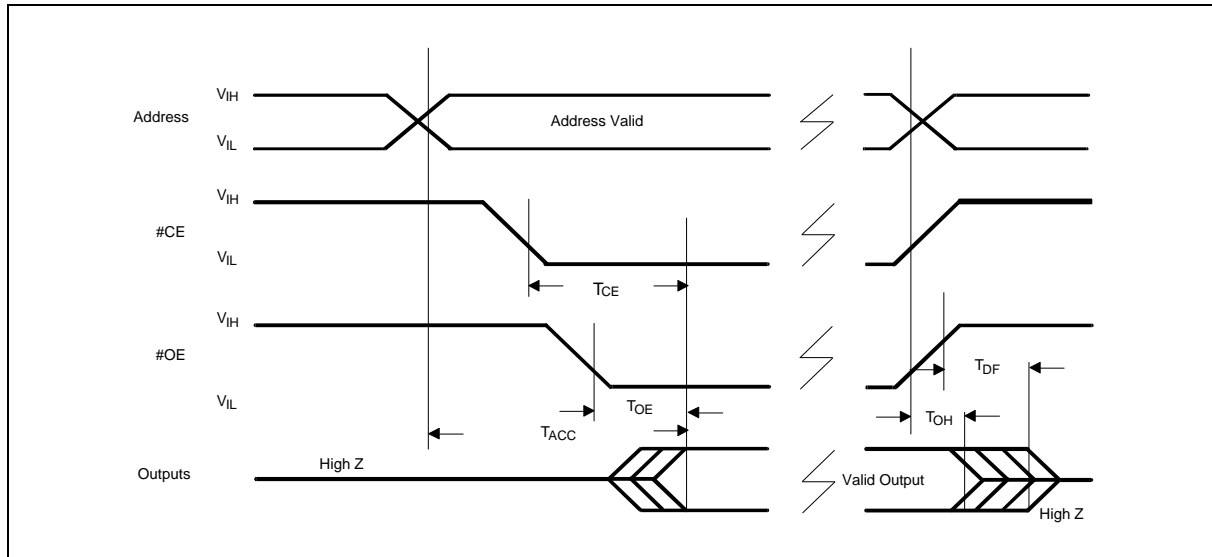 VIH
Address
Address Valid
VIL
VIH
#CE
VIL
TCE
VIH
#OE
TDF
VIL
TOE
TOH
TACC
High Z
Outputs
Valid Output
High Z